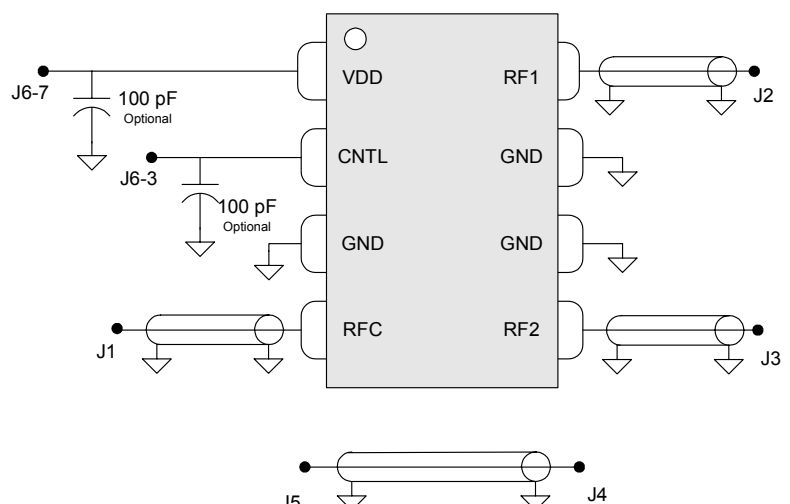 VDD
RF1
J6-7
100 pF
Optional
J2
CNTL
GND
J6-3
100 pF
Optional
GND
GND
RFC
RF2
J1
J3
J5
J4